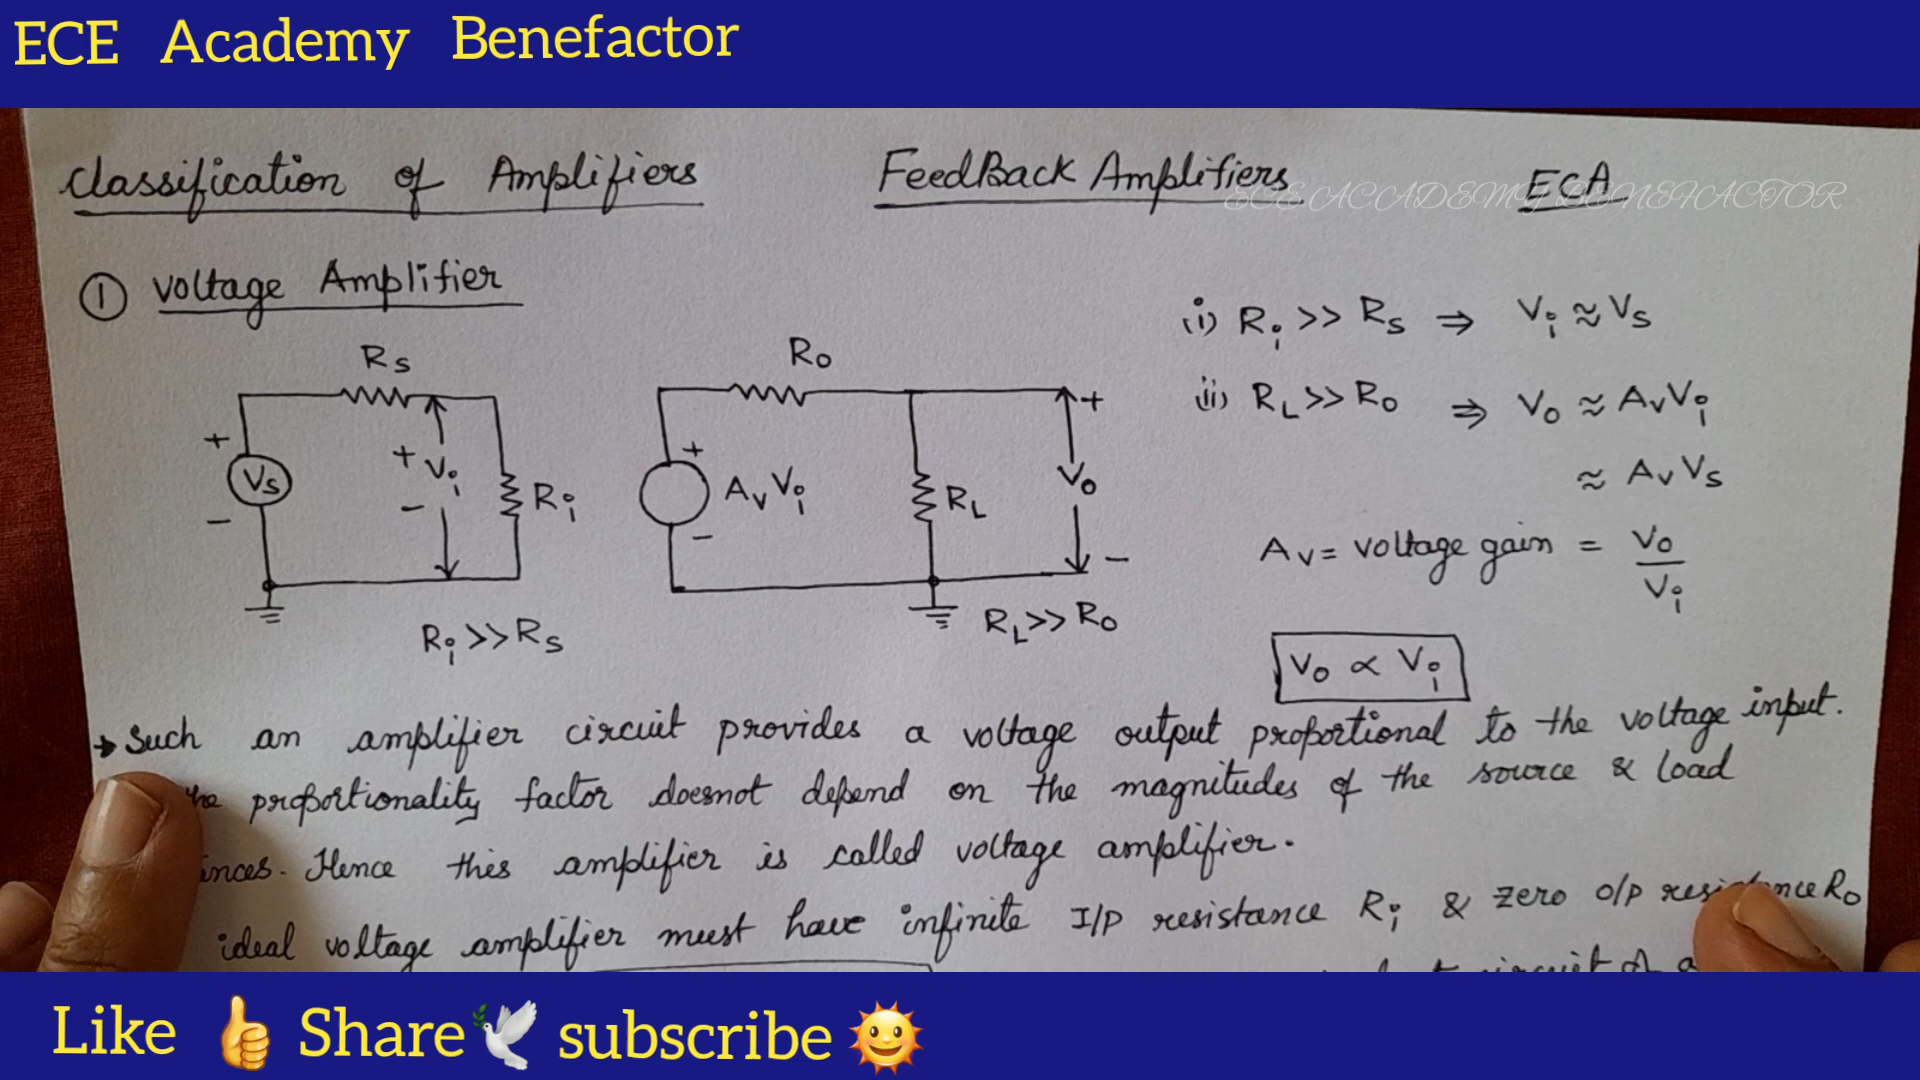 ECE Academy Benefactor
Classification of Amplifiers FeedBack Amplifiers ECA
ECE ACCADEMY BENEFACTOR
① Voltage Amplifier
(i) Ri >> Rs ⇒ Vi ≈ Vs
Rs Ro
(ii) RL >> Ro ⇒ Vo ≈ AvVi
≈ AvVs
+ Vs − + Vi − Ri + AvVi − RL + Vo −
Av = voltage gain = Vo / Vi
Ri >> Rs RL >> Ro
Vo ∝ Vi
→ Such an amplifier circuit provides a voltage output proportional to the voltage input.
proportionality factor doesnot depend on the magnitudes of the source & load
Hence this amplifier is called voltage amplifier.
ideal voltage amplifier must have infinite I/P resistance Ri & zero o/p resistance Ro
Like 👍 Share 🕊 subscribe 🌞